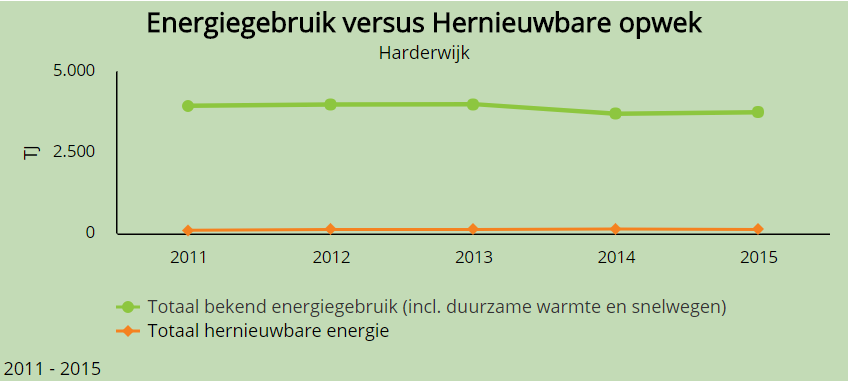 Energiegebruik versus Hernieuwbare opwek
Harderwijk
5.000
TJ
2.500
0
2011 2012 2013 2014 2015
Totaal bekend energiegebruik (incl. duurzame warmte en snelwegen)
Totaal hernieuwbare energie
2011 - 2015